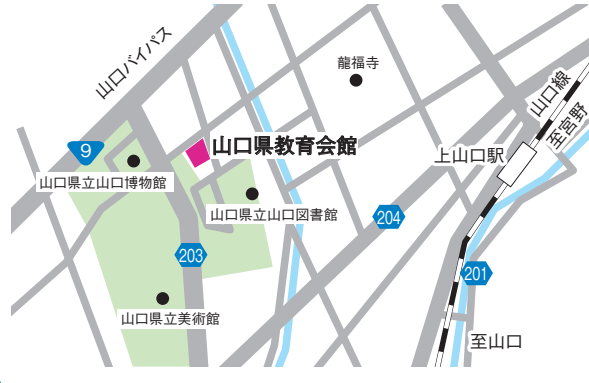 山口バイパス
龍福寺
山口線
至宮野
9
山口県教育会館
上山口駅
山口県立山口博物館
山口県立山口図書館
204
203
201
山口県立美術館
至山口